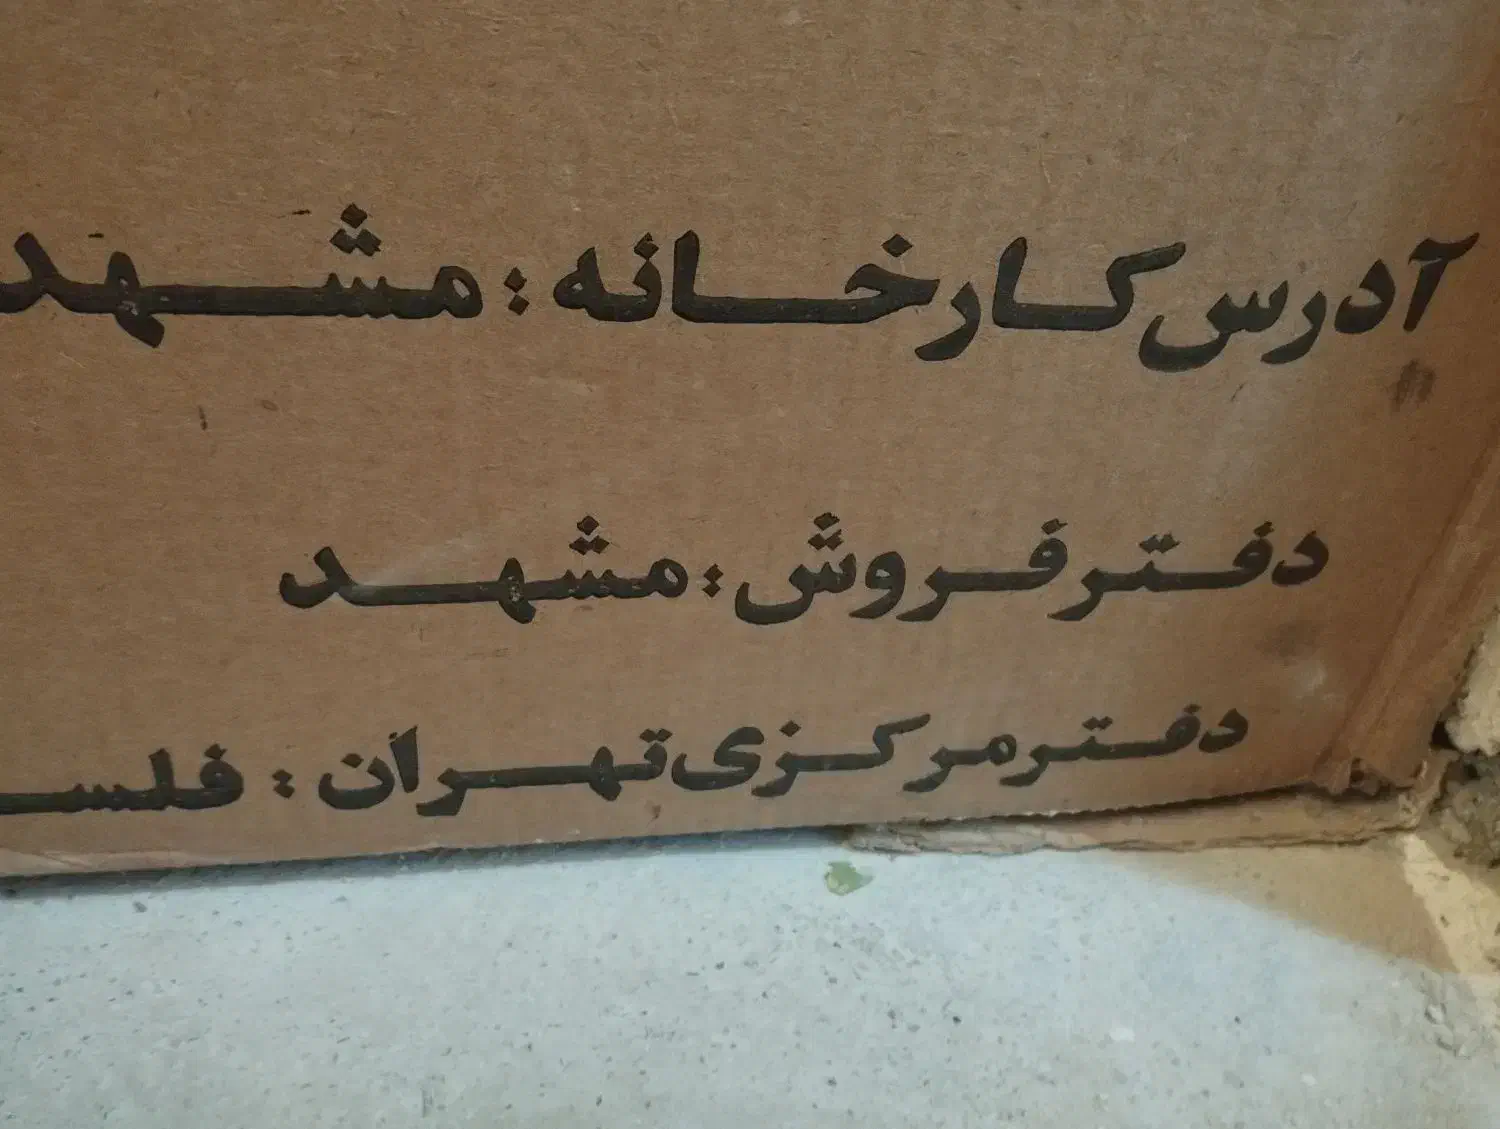 آدرس کارخانه : مشهد
دفتر فروش : مشهد
دفتر مرکزی تهران :